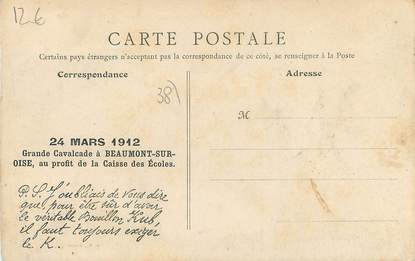 12€
CARTE POSTALE
Certains pays étrangers n'acceptant pas la correspondance de ce côté, se renseigner à la Poste
Correspondance
Adresse
38)
M
24 MARS 1912
Grande Cavalcade à BEAUMONT-SUR-
OISE, au profit de la Caisse des Écoles.
P.S. J'oubliais de vous dire
que, pour être sûr d'avoir
le véritable Bouillon Kub,
il faut toujours exiger
le K.